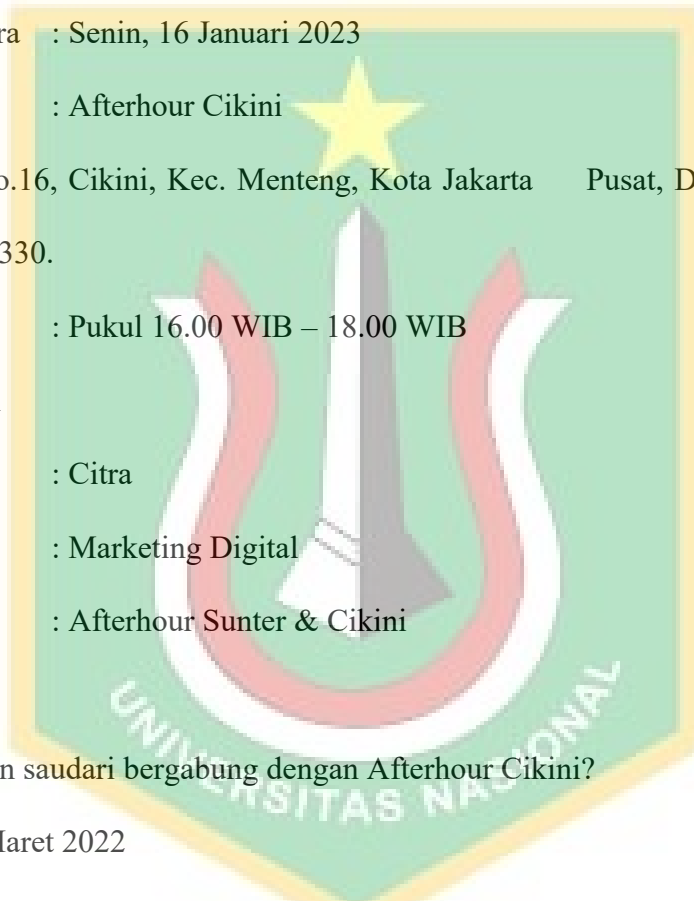 ra : Senin, 16 Januari 2023
: Afterhour Cikini
o.16, Cikini, Kec. Menteng, Kota Jakarta Pusat, D
330.
: Pukul 16.00 WIB – 18.00 WIB
: Citra
: Marketing Digital
: Afterhour Sunter & Cikini
UNIVERSITAS NASIONAL
n saudari bergabung dengan Afterhour Cikini?
Maret 2022